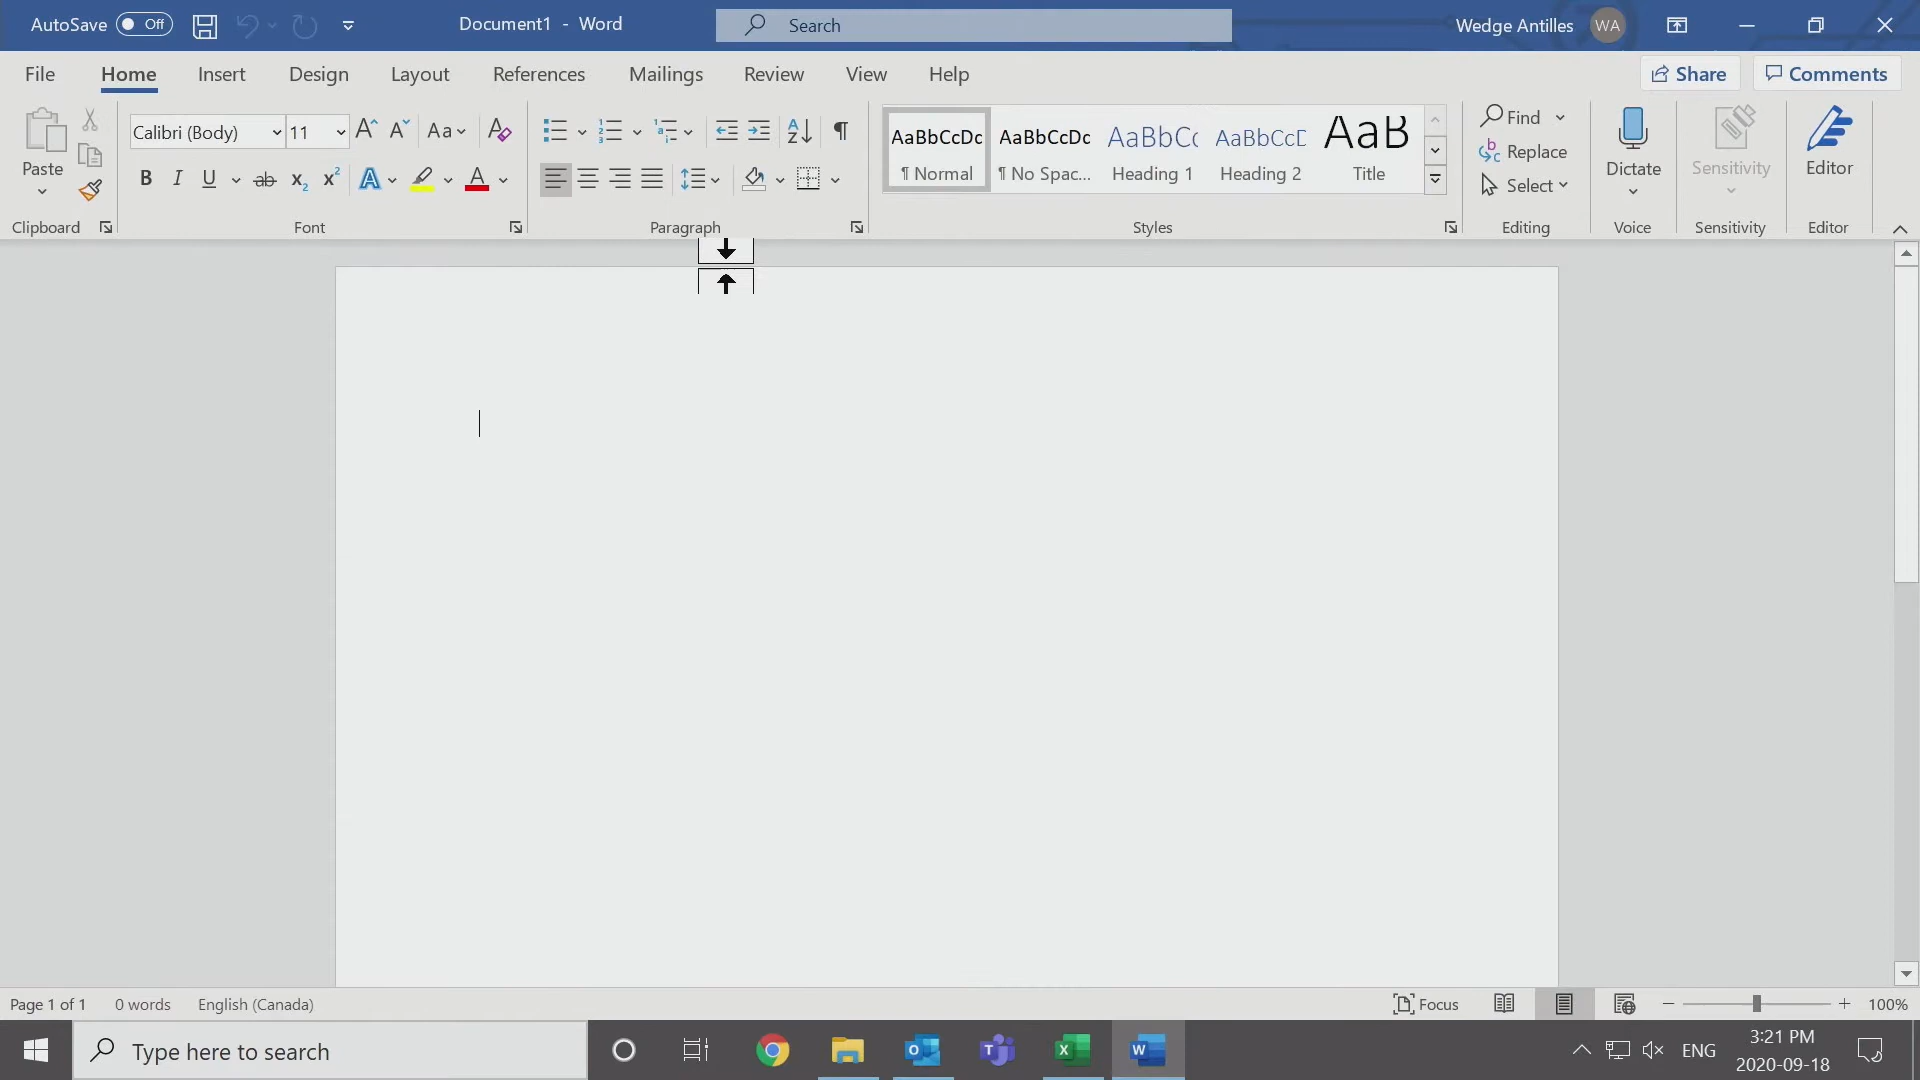 AutoSave Off Document1 - Word Search Wedge Antilles WA
File Home Insert Design Layout References Mailings Review View Help Share Comments
Paste
Clipboard
Calibri (Body) 11
Font
Paragraph
AaBbCcDc AaBbCcDc AaBbCc AaBbCcD AaB
¶ Normal ¶ No Spac... Heading 1 Heading 2 Title
Styles
Find
Replace
Select
Editing
Dictate
Voice
Sensitivity
Sensitivity
Editor
Editor
Page 1 of 1 0 words English (Canada) Focus 100%
Type here to search
ENG
3:21 PM
2020-09-18